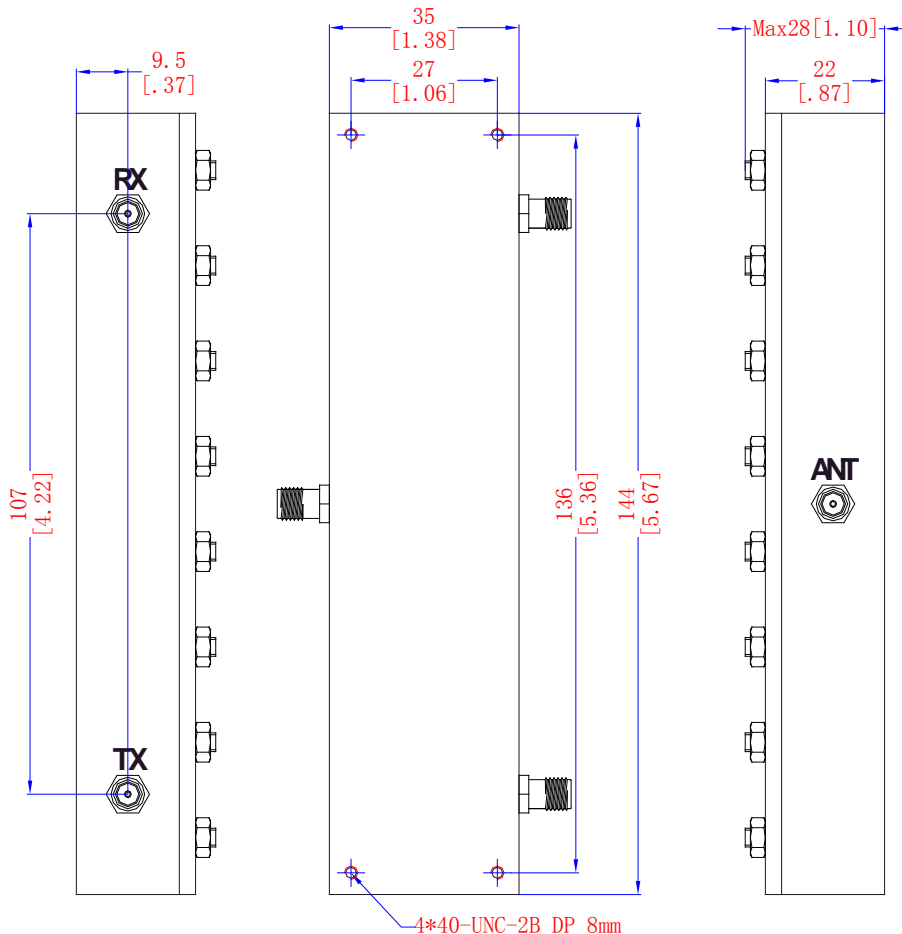 35
[1.38]
27
[1.06]
9.5
[.37]
Max28[1.10]
22
[.87]
RX
107
[4.22]
136
[5.36]
144
[5.67]
ANT
TX
4*40-UNC-2B DP 8mm